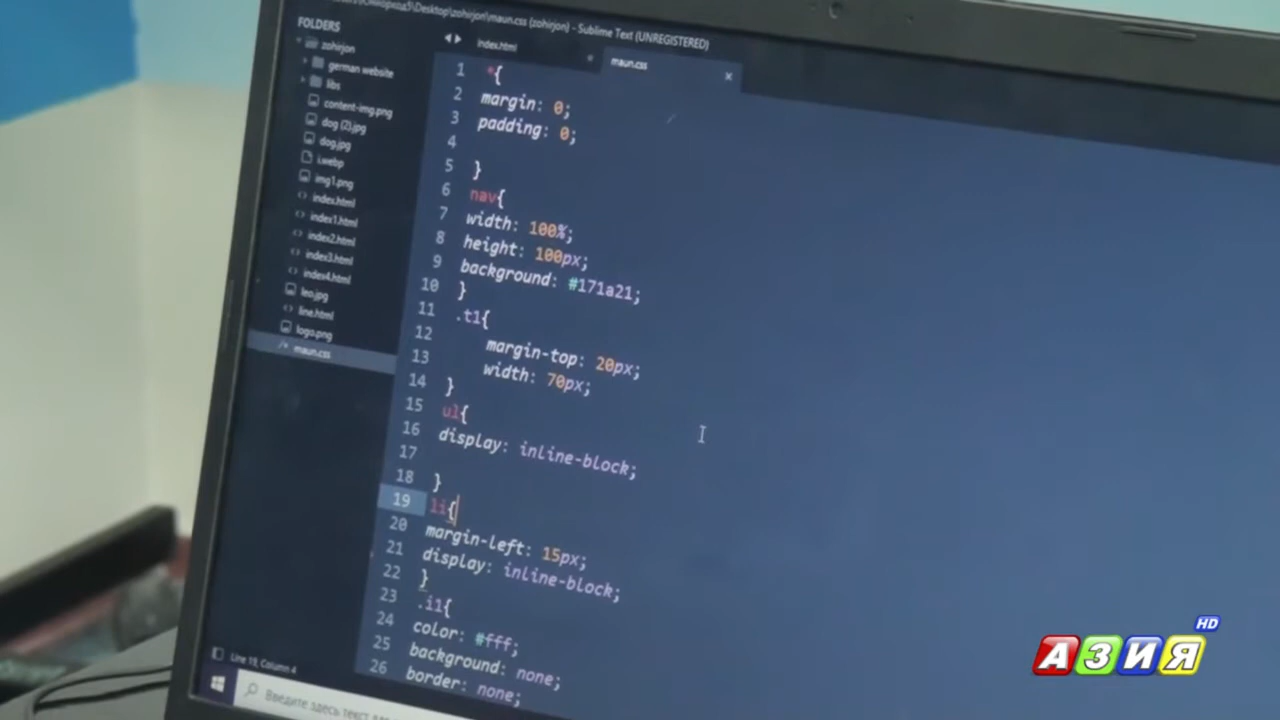 Desktop\zohirjon\maun.css (zohirjon) - Sublime Text (UNREGISTERED)
FOLDERS
zohirjon
german website
libs
content-img.png
dog (2).jpg
dog.jpg
i.webp
img1.png
index.html
index1.html
index2.html
index3.html
index4.html
leo.jpg
line.html
logo.png
maun.css
index.html
maun.css
1 *{
2 margin: 0;
3 padding: 0;
4
5 }
6 nav{
7 width: 100%;
8 height: 100px;
9 background: #171a21;
10 }
11 .t1{
12 margin-top: 20px;
13 width: 70px;
14 }
15 ul{
16 display: inline-block;
17
18 }
19 li{
20 margin-left: 15px;
21 display: inline-block;
22 }
23 .i1{
24 color: #fff;
25 background: none;
26 border: none;
Line 19, Column 4
Введите здесь текст для
АЗИЯ HD